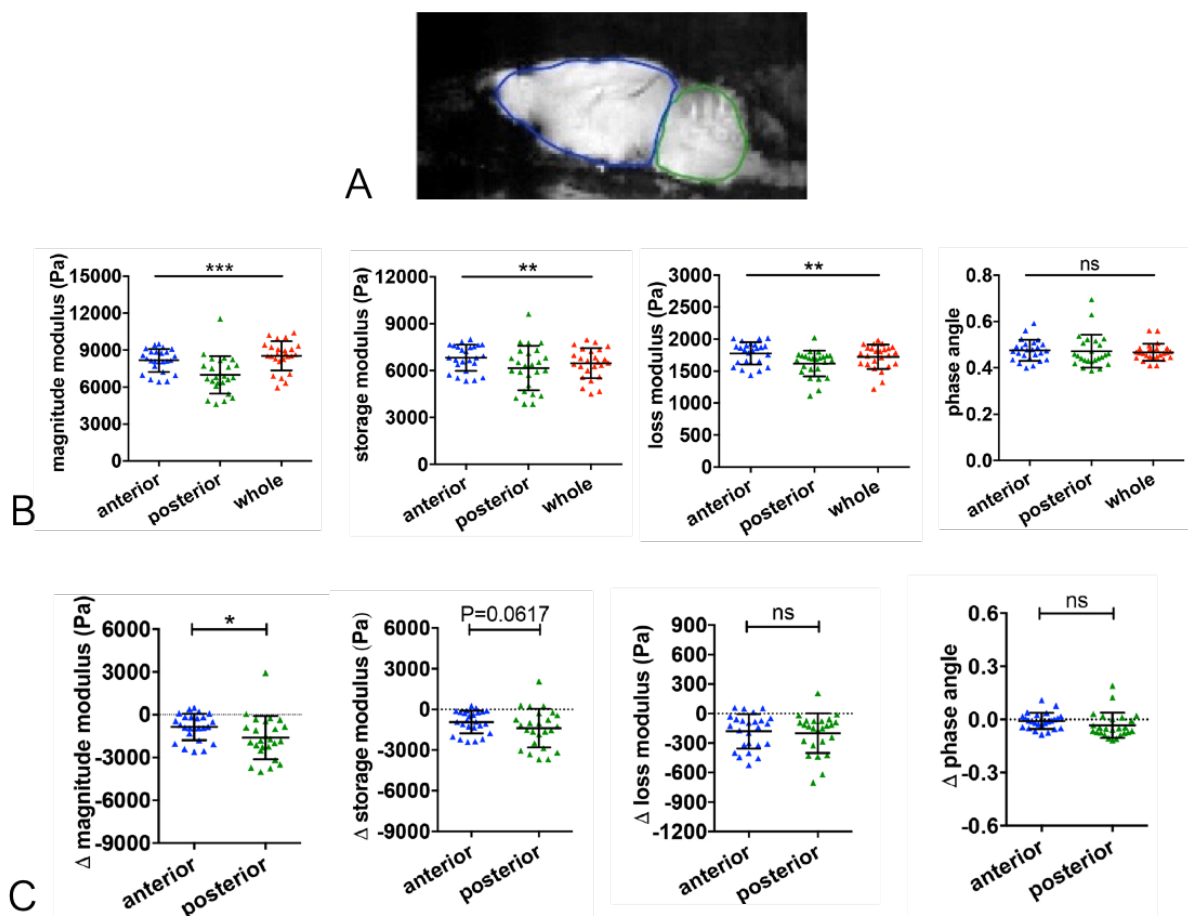 A
B
magnitude modulus (Pa)
15000
12000
9000
6000
3000
0
***
anterior
posterior
whole
storage modulus (Pa)
12000
9000
6000
3000
0
**
anterior
posterior
whole
loss modulus (Pa)
3000
2500
2000
1500
1000
500
0
**
anterior
posterior
whole
phase angle
0.8
0.6
0.4
0.2
0.0
ns
anterior
posterior
whole
C
Δ magnitude modulus (Pa)
6000
3000
0
-3000
-6000
-9000
*
anterior
posterior
Δ storage modulus (Pa)
6000
3000
0
-3000
-6000
-9000
P=0.0617
anterior
posterior
Δ loss modulus (Pa)
900
600
300
0
-300
-600
-900
-1200
ns
anterior
posterior
Δ phase angle
0.6
0.3
0.0
-0.3
-0.6
ns
anterior
posterior